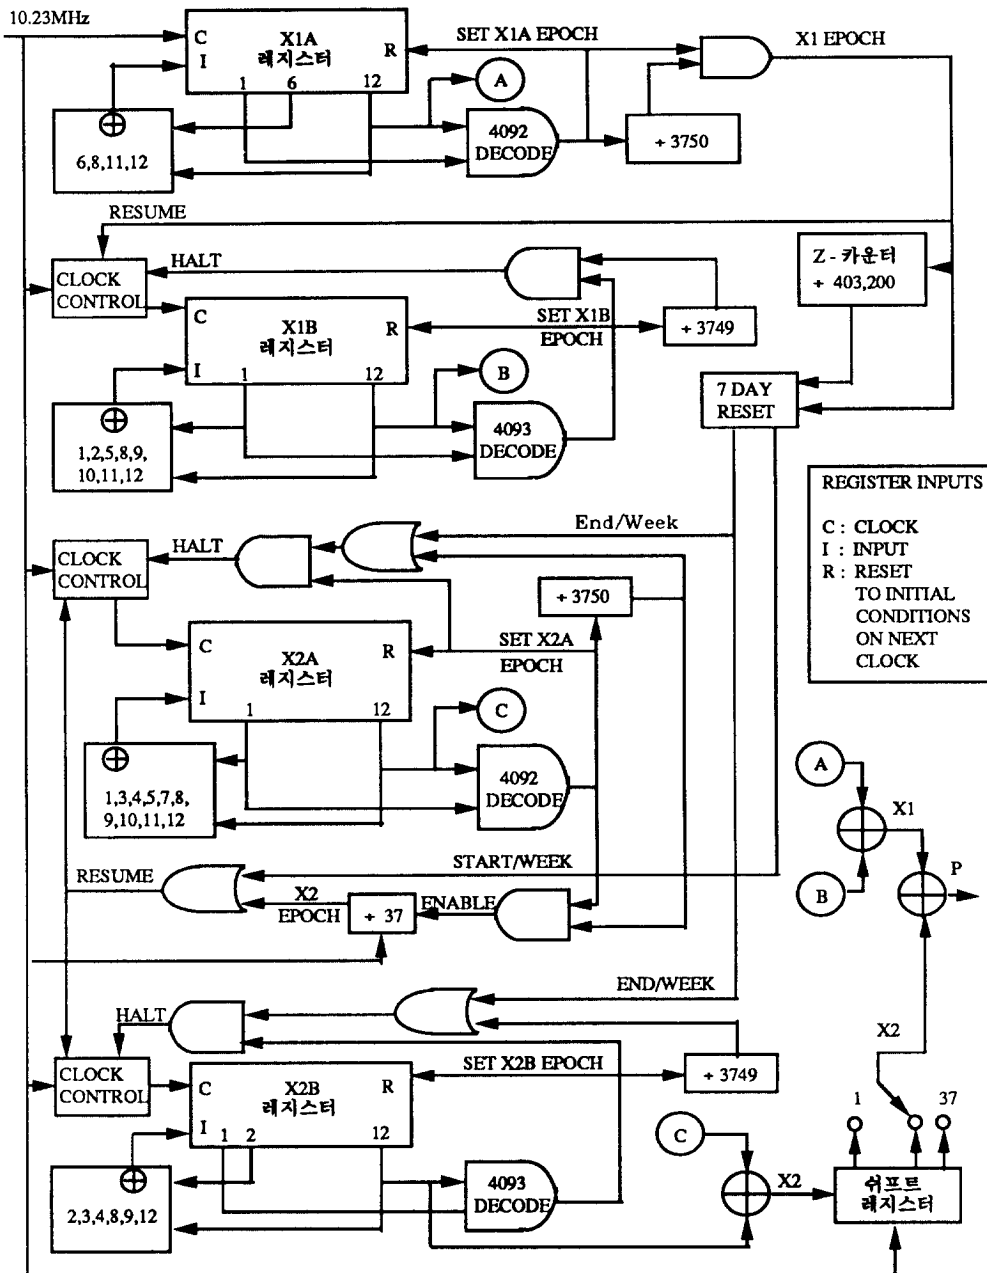 10.23MHz
C
X1A
레지스터
R
I
1
6
12
SET X1A EPOCH
X1 EPOCH
A
4092
DECODE
÷ 3750
6,8,11,12
RESUME
CLOCK
CONTROL
HALT
Z - 카운터
÷ 403,200
C
X1B
레지스터
R
I
1
12
SET X1B
EPOCH
÷ 3749
B
7 DAY
RESET
4093
DECODE
1,2,5,8,9,
10,11,12
REGISTER INPUTS
C : CLOCK
I : INPUT
R : RESET
TO INITIAL
CONDITIONS
ON NEXT
CLOCK
End/Week
HALT
CLOCK
CONTROL
÷ 3750
C
X2A
레지스터
R
I
1
12
SET X2A
EPOCH
C
4092
DECODE
1,3,4,5,7,8,
9,10,11,12
A
X1
B
P
START/WEEK
RESUME
X2
EPOCH
÷ 37
ENABLE
END/WEEK
HALT
X2
CLOCK
CONTROL
C
X2B
레지스터
R
I
1
2
12
SET X2B EPOCH
÷ 3749
1
37
C
4093
DECODE
X2
쉬프트
레지스터
2,3,4,8,9,12